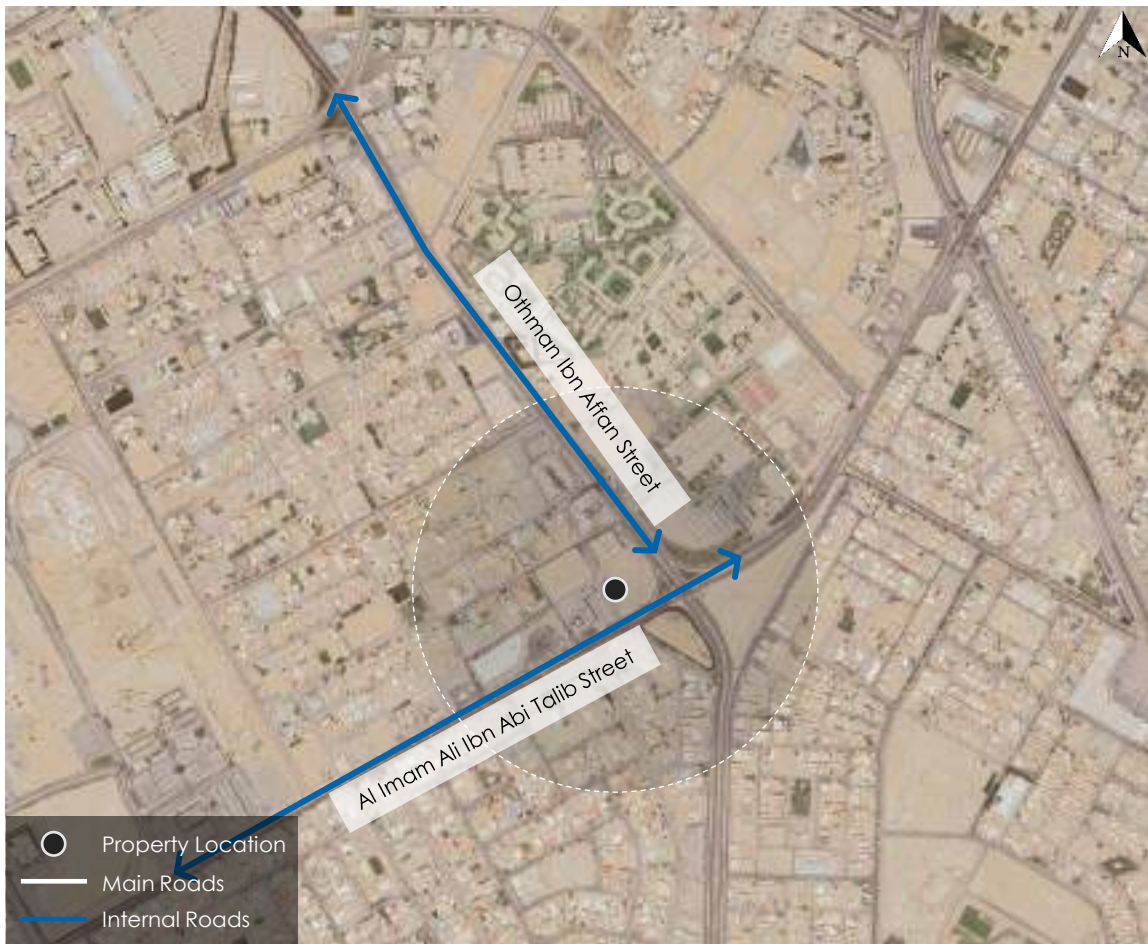 N
Othman Ibn Affan Street
Al Imam Ali Ibn Abi Talib Street
Property Location
Main Roads
Internal Roads